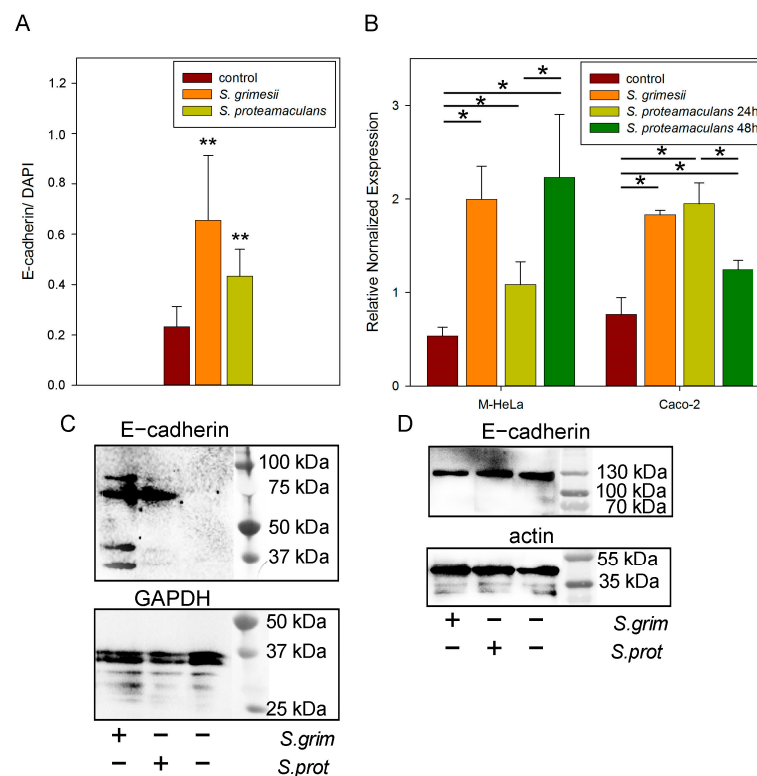 A
E-cadherin/ DAPI
1.2
1.0
0.8
0.6
0.4
0.2
0.0
control
S. grimesii
S. proteamaculans
**
**
B
Relative Nornalized Exspression
3
2
1
0
control
S. grimesii
S. proteamaculans 24h
S. proteamaculans 48h
* * * *
* * * *
M-HeLa Caco-2
C
E−cadherin
100 kDa
75 kDa
50 kDa
37 kDa
GAPDH
50 kDa
37 kDa
25 kDa
+ − − S.grim
− + − S.prot
D
E−cadherin
130 kDa
100 kDa
70 kDa
actin
55 kDa
35 kDa
+ − − S.grim
− + − S.prot